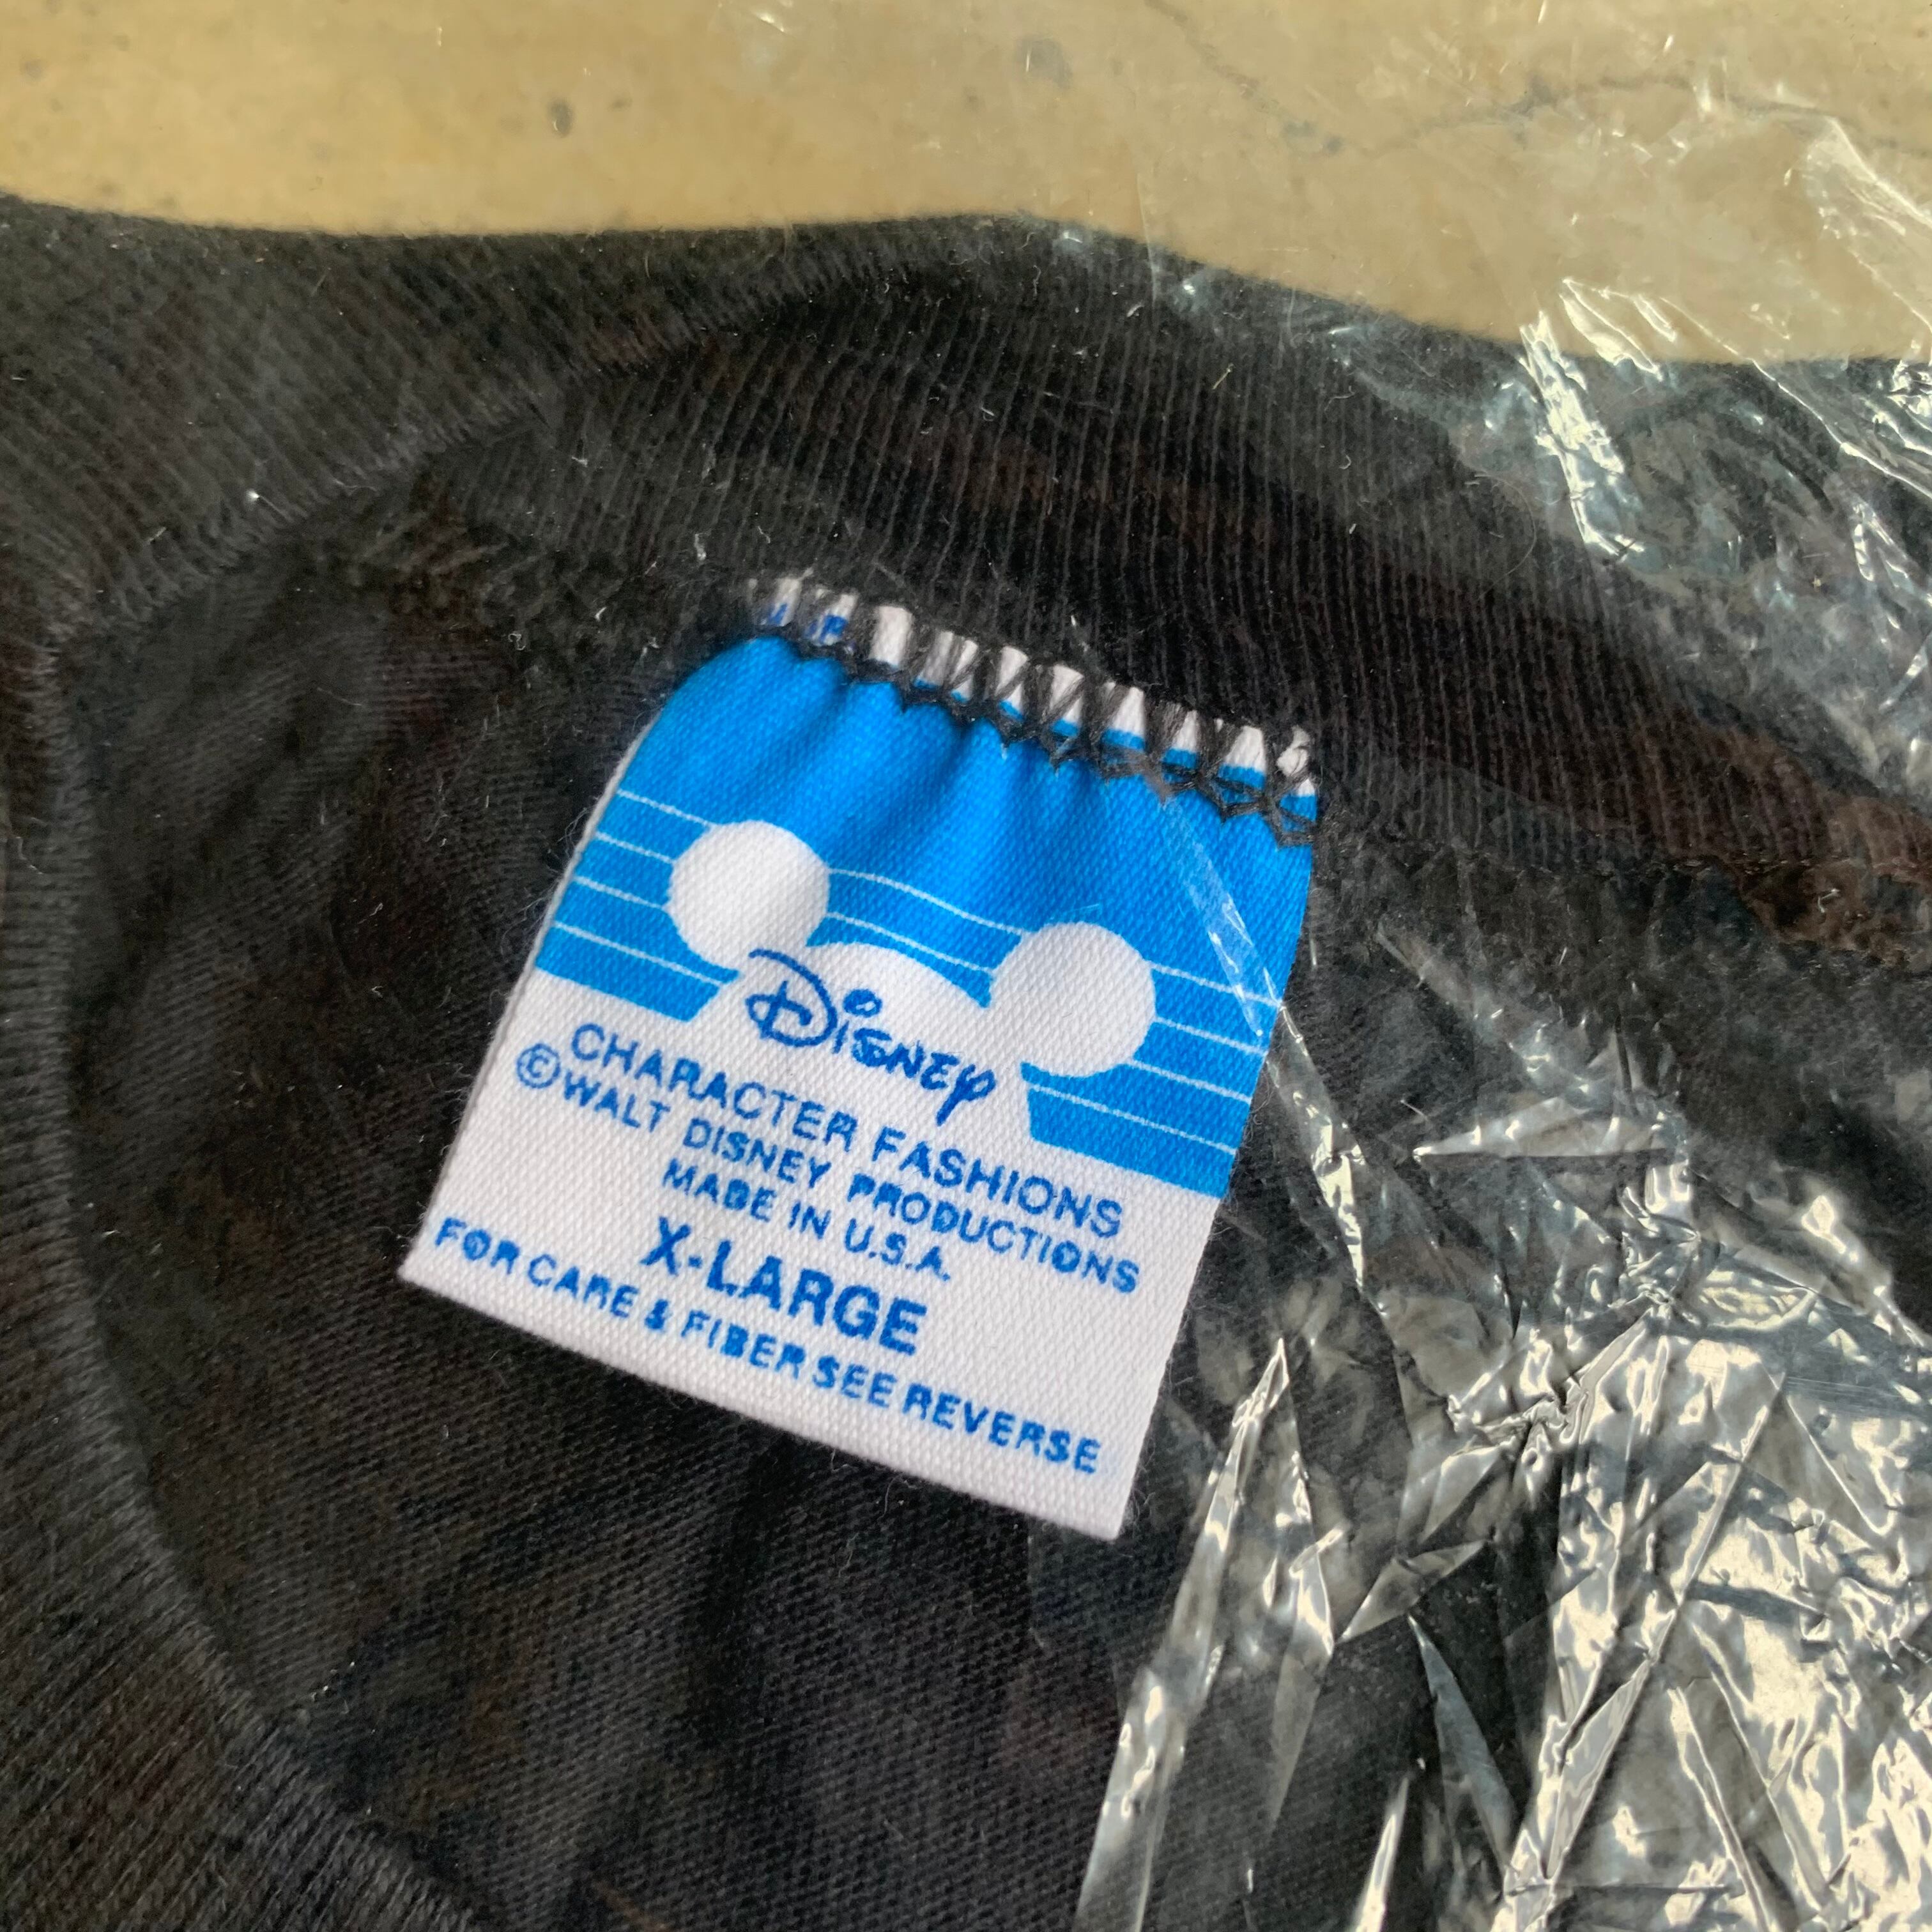 Disney
CHARACTER FASHIONS
©WALT DISNEY PRODUCTIONS
MADE IN U.S.A.
X-LARGE
FOR CARE & FIBER SEE REVERSE